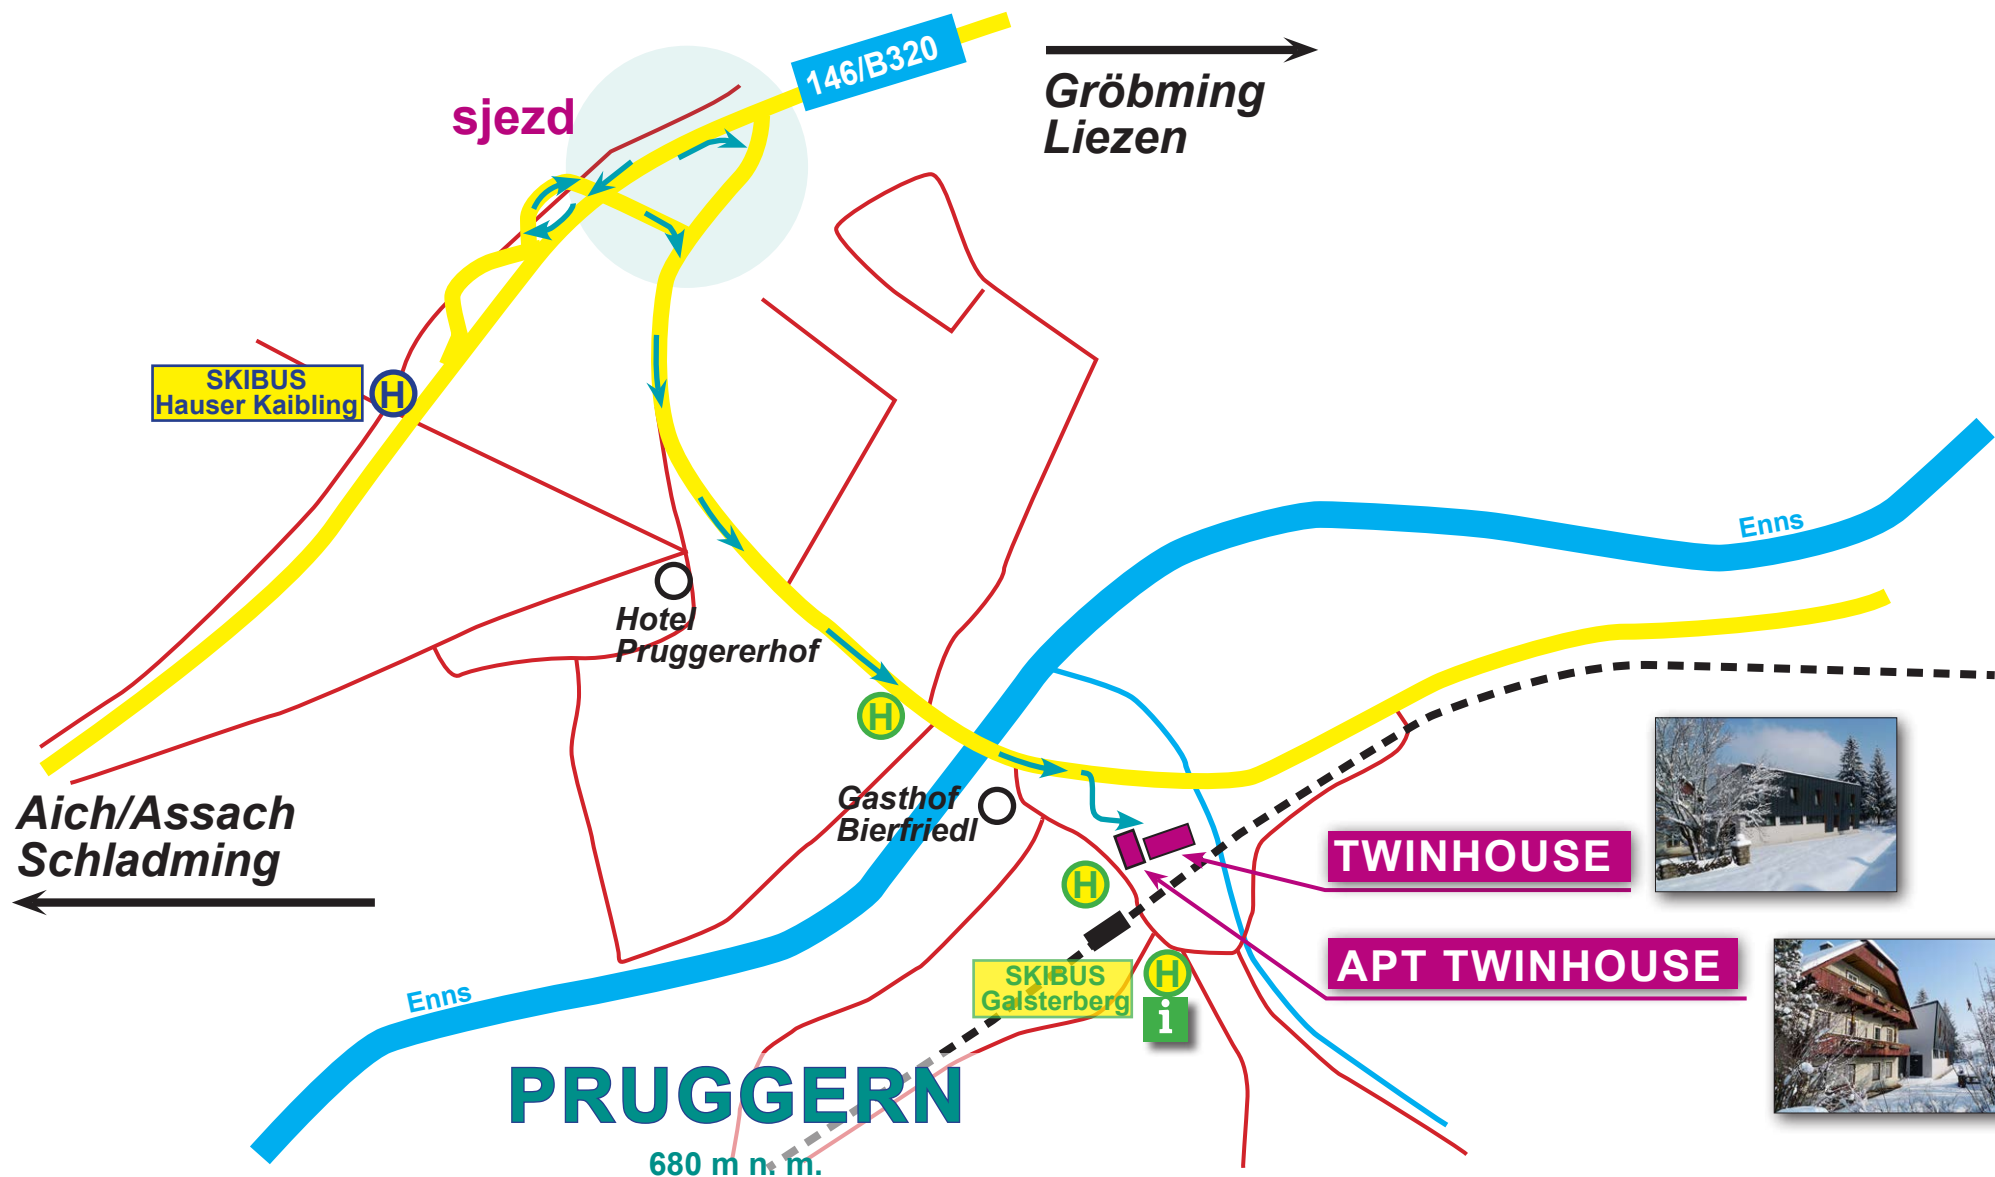 146/B320
Gröbming
Liezen
sjezd
SKIBUS
Hauser Kaibling
H
Enns
Hotel
Pruggererhof
H
Gasthof
Bierfriedl
Aich/Assach
Schladming
TWINHOUSE
H
APT TWINHOUSE
SKIBUS
Galsterberg
H
i
Enns
PRUGGERN
680 m n. m.